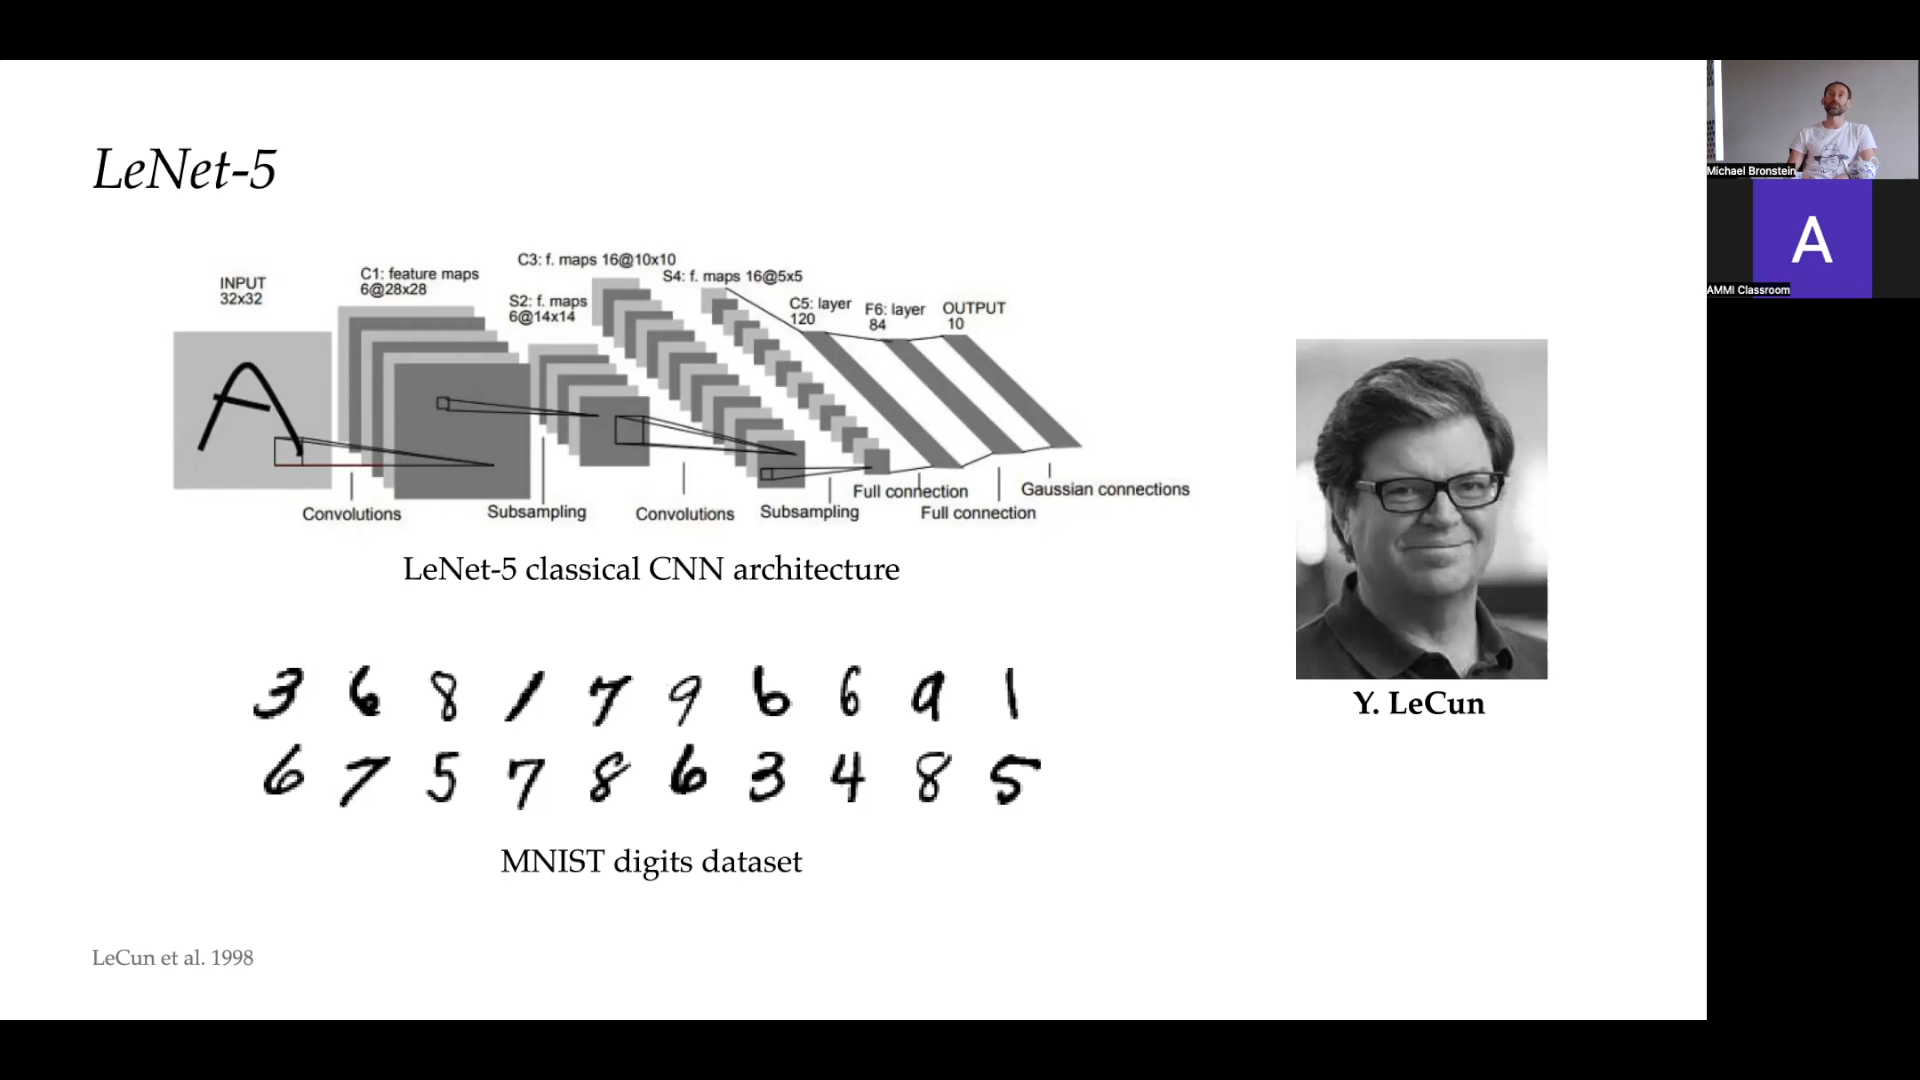 LeNet-5
INPUT
32x32
C1: feature maps
6@28x28
S2: f. maps
6@14x14
C3: f. maps 16@10x10
S4: f. maps 16@5x5
C5: layer
120
F6: layer
84
OUTPUT
10
A
Convolutions
Subsampling
Convolutions
Subsampling
Full connection
Full connection
Gaussian connections
LeNet-5 classical CNN architecture
3 6 8 1 7 9 6 6 9 1
6 7 5 7 8 6 3 4 8 5
MNIST digits dataset
LeCun et al. 1998
Y. LeCun
Michael Bronstein
A
AMMI Classroom